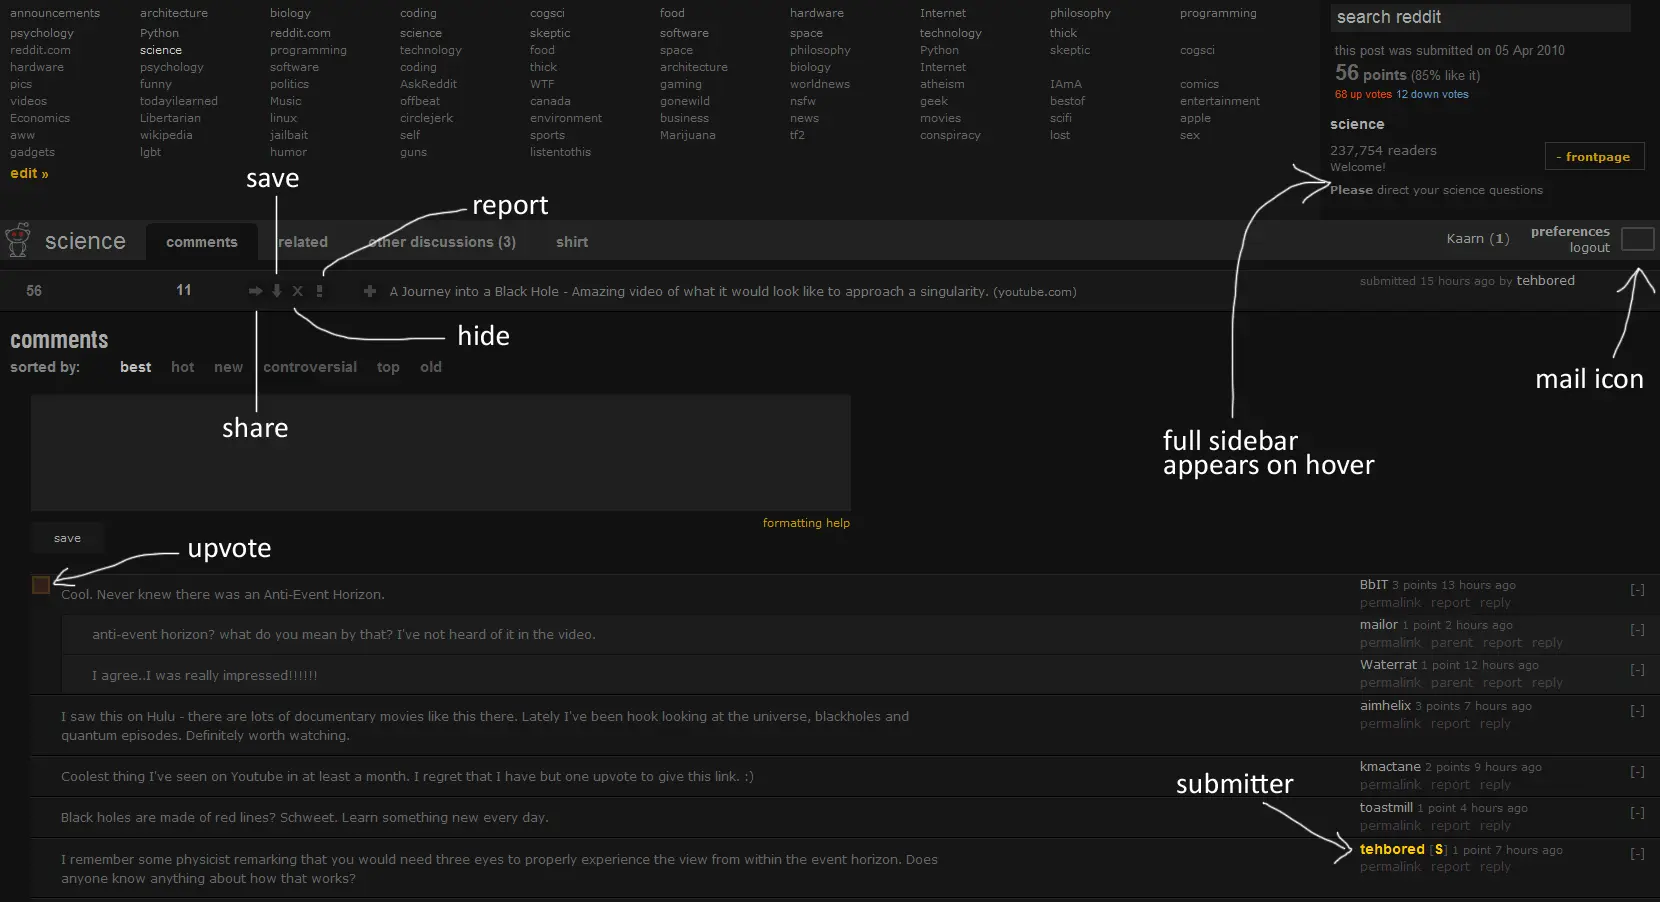 announcements architecture biology coding cogsci food hardware Internet philosophy programming
psychology Python reddit.com science skeptic software space technology thick
reddit.com science programming technology food space philosophy Python skeptic cogsci
hardware psychology software coding thick architecture biology Internet
pics funny politics AskReddit WTF gaming worldnews atheism IAmA comics
videos todayilearned Music offbeat canada gonewild nsfw geek bestof entertainment
Economics Libertarian linux circlejerk environment business news movies scifi apple
aww wikipedia jailbait self sports Marijuana tf2 conspiracy lost sex
gadgets lgbt humor guns listentothis
edit »
search reddit
this post was submitted on 05 Apr 2010
56 points (85% like it)
68 up votes 12 down votes
science
237,754 readers
Welcome!
- frontpage
Please direct your science questions
save
report
science comments related other discussions (3) shirt
Kaarn (1) preferences
logout
56 11 A Journey into a Black Hole - Amazing video of what it would look like to approach a singularity. (youtube.com)
submitted 15 hours ago by tehbored
hide
share
mail icon
full sidebar
appears on hover
comments
sorted by: best hot new controversial top old
formatting help
save
upvote
Cool. Never knew there was an Anti-Event Horizon.
BbIT 3 points 13 hours ago [-]
permalink report reply
anti-event horizon? what do you mean by that? I've not heard of it in the video.
mailor 1 point 2 hours ago [-]
permalink parent report reply
I agree..I was really impressed!!!!!!
Waterrat 1 point 12 hours ago [-]
permalink parent report reply
I saw this on Hulu - there are lots of documentary movies like this there. Lately I've been hook looking at the universe, blackholes and
quantum episodes. Definitely worth watching.
aimhelix 3 points 7 hours ago [-]
permalink report reply
Coolest thing I've seen on Youtube in at least a month. I regret that I have but one upvote to give this link. :)
kmactane 2 points 9 hours ago [-]
permalink report reply
submitter
Black holes are made of red lines? Schweet. Learn something new every day.
toastmill 1 point 4 hours ago [-]
permalink report reply
I remember some physicist remarking that you would need three eyes to properly experience the view from within the event horizon. Does
anyone know anything about how that works?
tehbored [S] 1 point 7 hours ago [-]
permalink report reply